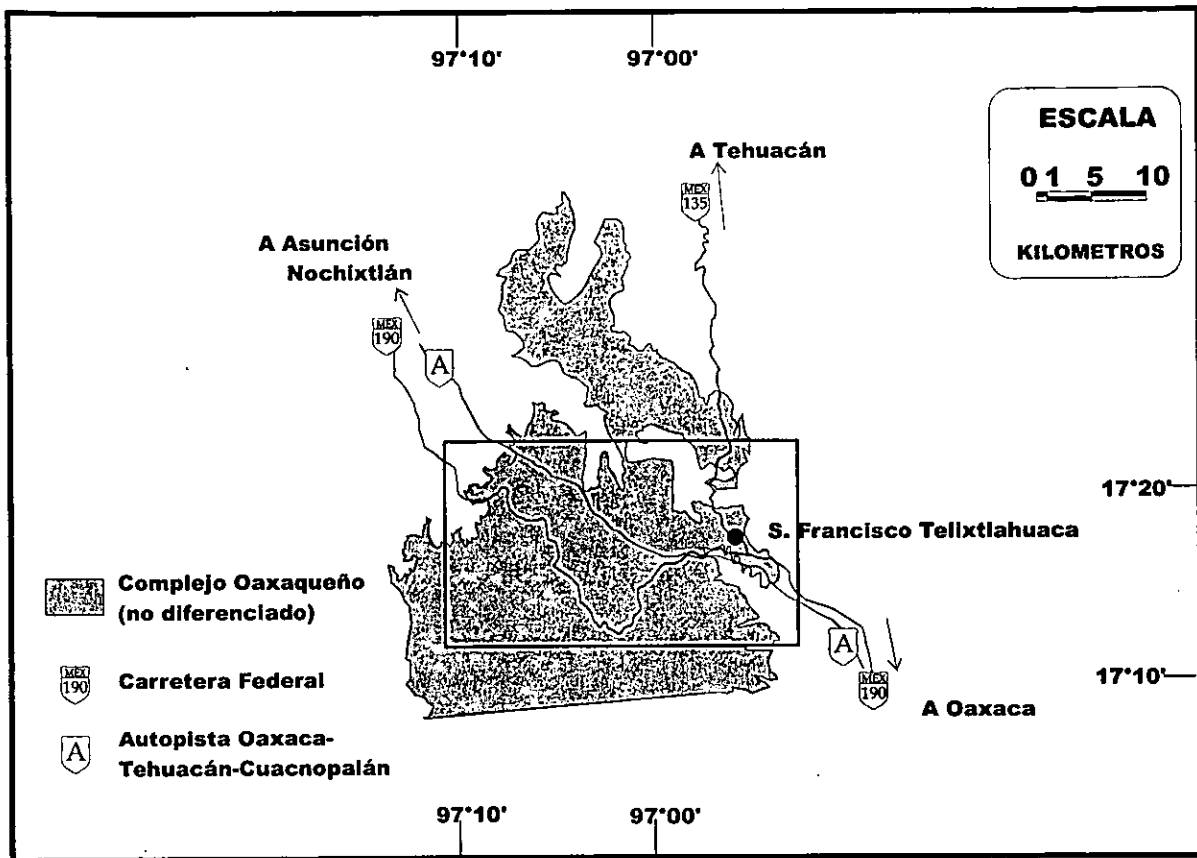 97°10'
97°00'
ESCALA
0 1 5 10
KILOMETROS
A Tehuacán
MEX
135
A Asunción
Nochixtlán
MEX
190
A
17°20'
S. Francisco Telixtlahuaca
Complejo Oaxaqueño
(no diferenciado)
A
MEX
190
Carretera Federal
MEX
190
17°10'
A Oaxaca
A
Autopista Oaxaca-
Tehuacán-Cuacnopalán
97°10'
97°00'